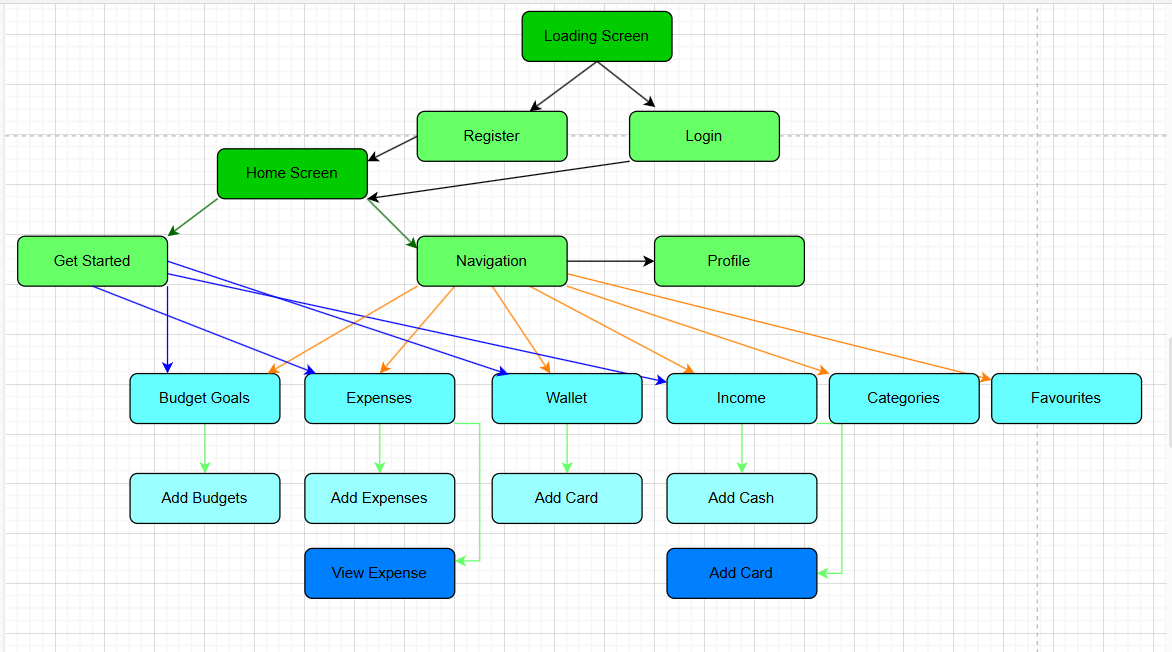 Loading Screen
Register
Login
Home Screen
Get Started
Navigation
Profile
Budget Goals
Expenses
Wallet
Income
Categories
Favourites
Add Budgets
Add Expenses
Add Card
Add Cash
View Expense
Add Card